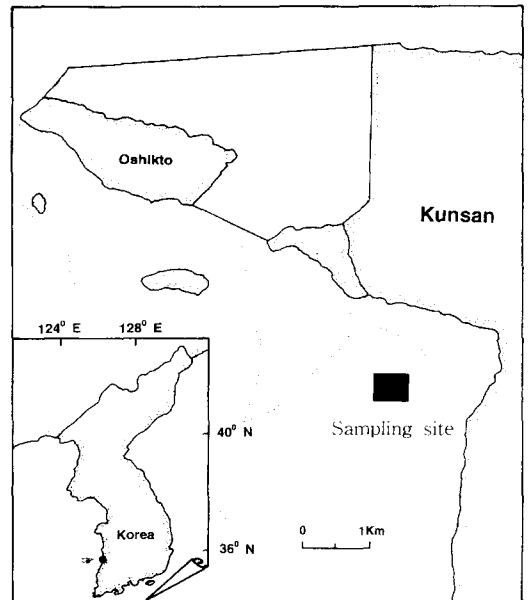 Oshikto
Kunsan
124° E 128° E
Sampling site
40° N
Korea
0 1Km
36° N